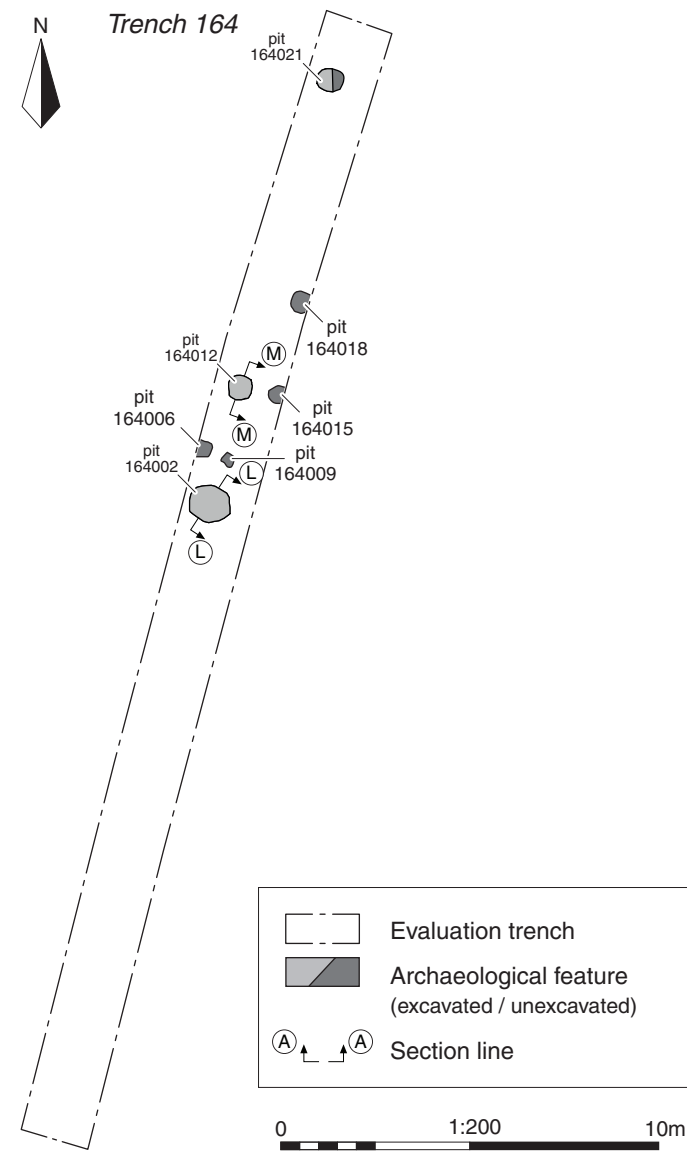 N
Trench 164
pit
164021
pit
164018
pit
164012
M
pit
164015
pit
164006
M
pit
164002
pit
164009
L
L
Evaluation trench
Archaeological feature
(excavated / unexcavated)
A A
Section line
0 1:200 10m